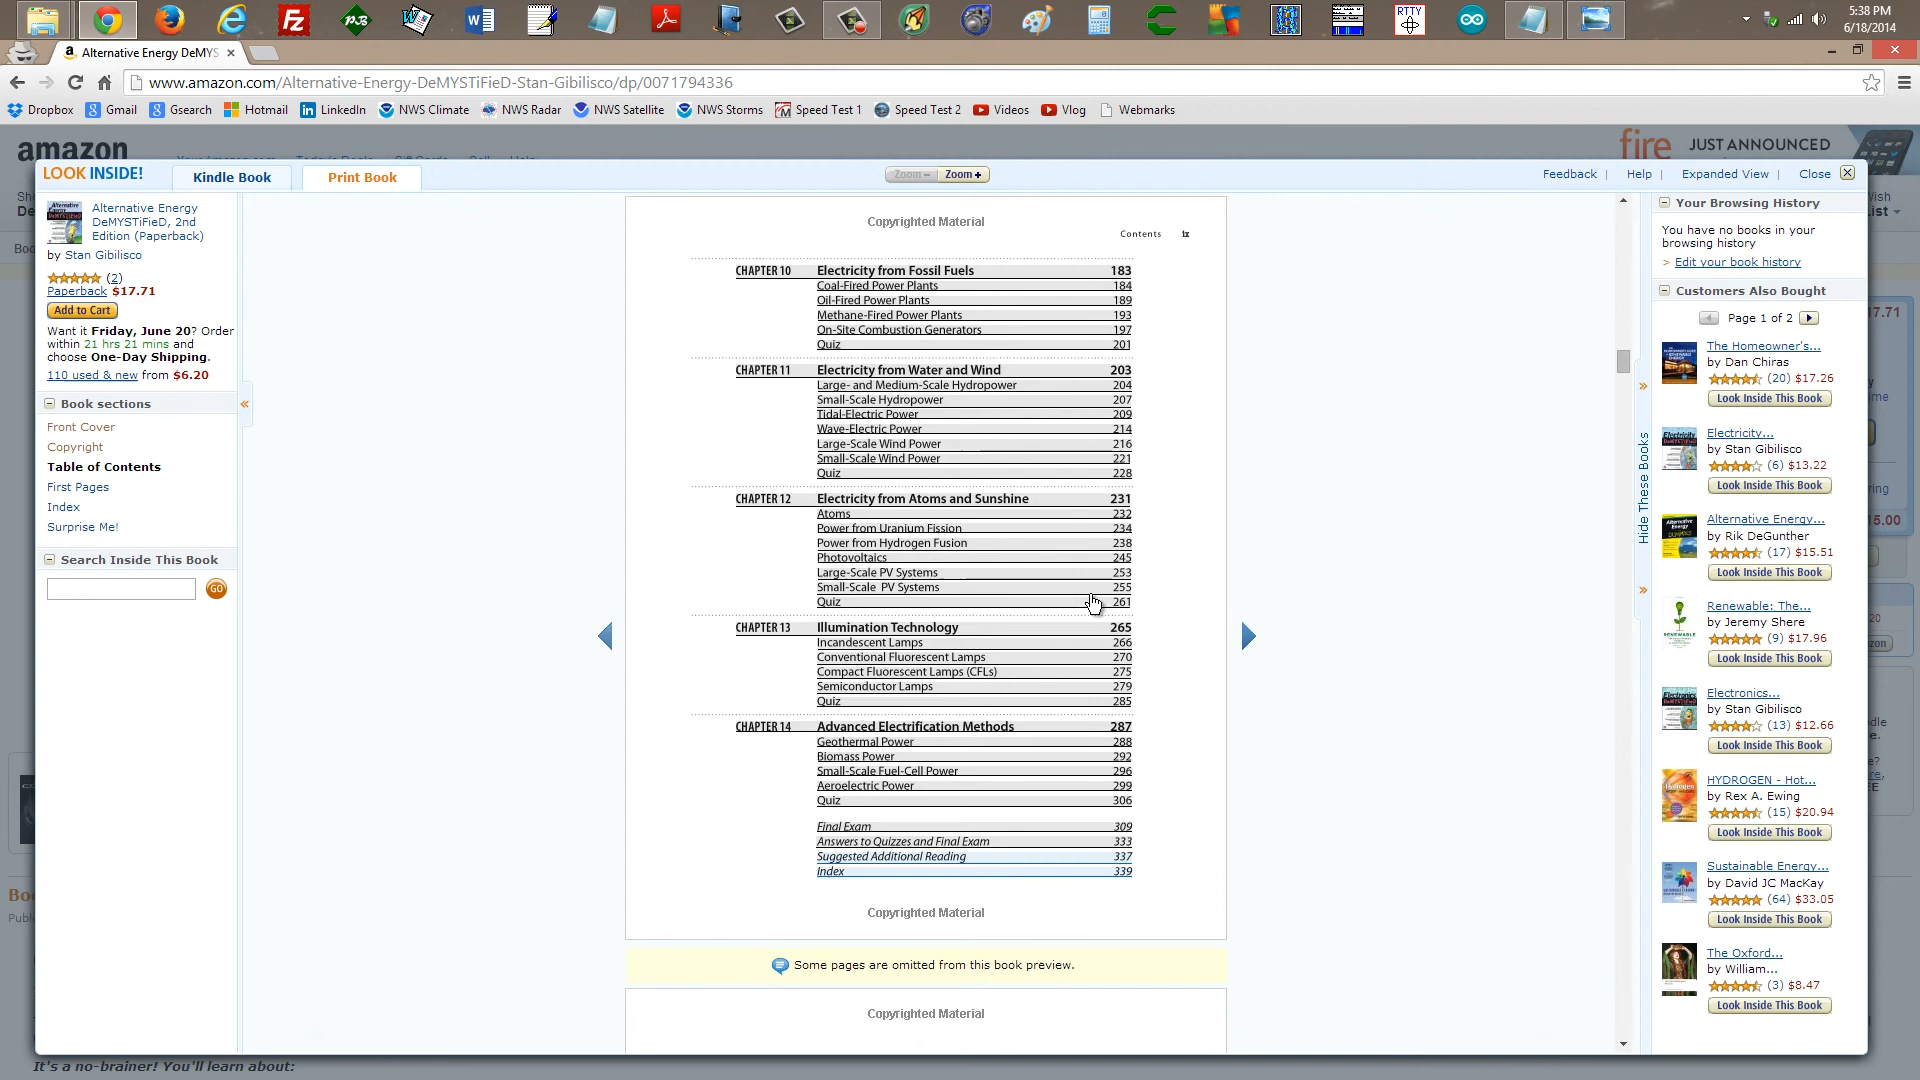 5:38 PM
6/18/2014
Alternative Energy DeMYS
www.amazon.com/Alternative-Energy-DeMYSTiFieD-Stan-Gibilisco/dp/0071794336
Dropbox Gmail Gsearch Hotmail LinkedIn NWS Climate NWS Radar NWS Satellite NWS Storms Speed Test 1 Speed Test 2 Videos Vlog Webmarks
amazon
fire JUST ANNOUNCED
LOOK INSIDE!
Kindle Book
Print Book
Zoom − Zoom +
Feedback | Help | Expanded View | Close
Alternative Energy
DeMYSTiFieD, 2nd
Edition (Paperback)
by Stan Gibilisco
(2)
Paperback $17.71
Add to Cart
Want it Friday, June 20? Order
within 21 hrs 21 mins and
choose One-Day Shipping.
110 used & new from $6.20
Book sections
Front Cover
Copyright
Table of Contents
First Pages
Index
Surprise Me!
Search Inside This Book
GO
Copyrighted Material
Contents ix
CHAPTER 10 Electricity from Fossil Fuels 183
Coal-Fired Power Plants 184
Oil-Fired Power Plants 189
Methane-Fired Power Plants 193
On-Site Combustion Generators 197
Quiz 201
CHAPTER 11 Electricity from Water and Wind 203
Large- and Medium-Scale Hydropower 204
Small-Scale Hydropower 207
Tidal-Electric Power 209
Wave-Electric Power 214
Large-Scale Wind Power 216
Small-Scale Wind Power 221
Quiz 228
CHAPTER 12 Electricity from Atoms and Sunshine 231
Atoms 232
Power from Uranium Fission 234
Power from Hydrogen Fusion 238
Photovoltaics 245
Large-Scale PV Systems 253
Small-Scale PV Systems 255
Quiz 261
CHAPTER 13 Illumination Technology 265
Incandescent Lamps 266
Conventional Fluorescent Lamps 270
Compact Fluorescent Lamps (CFLs) 275
Semiconductor Lamps 279
Quiz 285
CHAPTER 14 Advanced Electrification Methods 287
Geothermal Power 288
Biomass Power 292
Small-Scale Fuel-Cell Power 296
Aeroelectric Power 299
Quiz 306
Final Exam 309
Answers to Quizzes and Final Exam 333
Suggested Additional Reading 337
Index 339
Copyrighted Material
Some pages are omitted from this book preview.
Copyrighted Material
Hide These Books
Your Browsing History
You have no books in your
browsing history
> Edit your book history
Customers Also Bought
Page 1 of 2
The Homeowner's...
by Dan Chiras
(20) $17.26
Look Inside This Book
Electricity...
by Stan Gibilisco
(6) $13.22
Look Inside This Book
Alternative Energy...
by Rik DeGunther
(17) $15.51
Look Inside This Book
Renewable: The...
by Jeremy Shere
(9) $17.96
Look Inside This Book
Electronics...
by Stan Gibilisco
(13) $12.66
Look Inside This Book
HYDROGEN - Hot...
by Rex A. Ewing
(15) $20.94
Look Inside This Book
Sustainable Energy...
by David JC MacKay
(64) $33.05
Look Inside This Book
The Oxford...
by William...
(3) $8.47
Look Inside This Book
It's a no-brainer! You'll learn about: